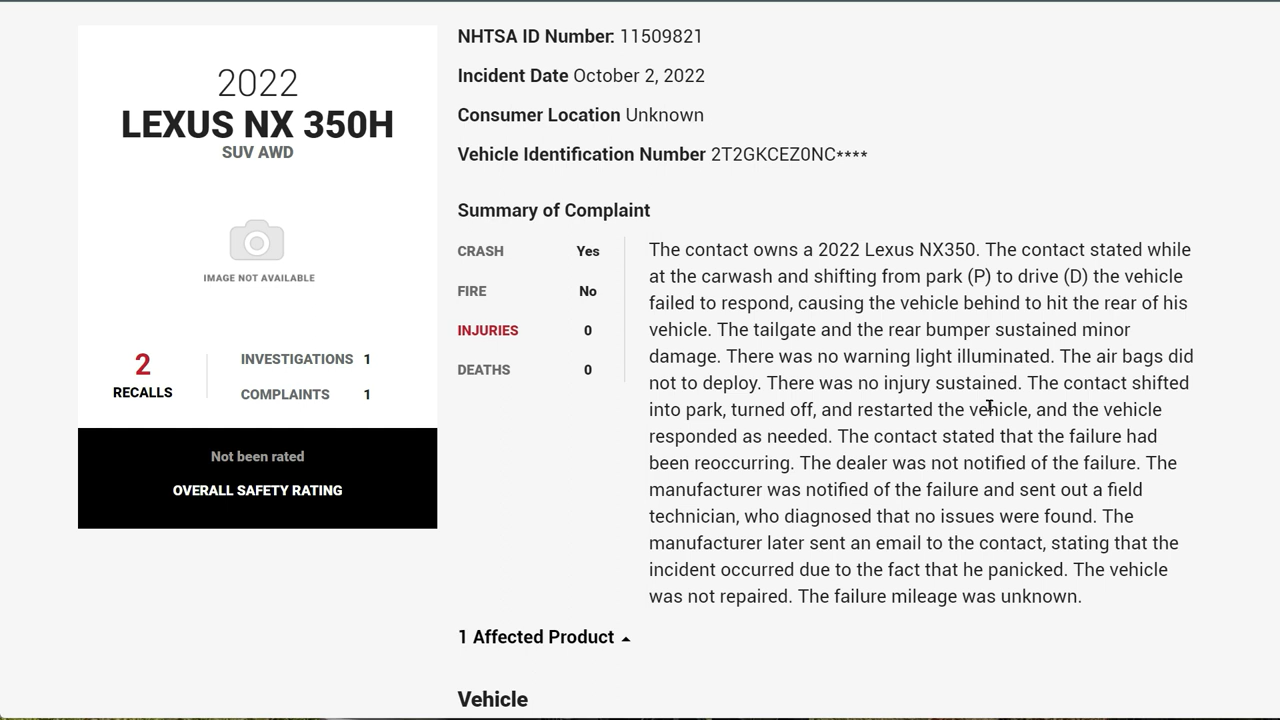 2022
LEXUS NX 350H
SUV AWD
IMAGE NOT AVAILABLE
2
RECALLS
INVESTIGATIONS 1
COMPLAINTS 1
Not been rated
OVERALL SAFETY RATING
NHTSA ID Number: 11509821
Incident Date October 2, 2022
Consumer Location Unknown
Vehicle Identification Number 2T2GKCEZ0NC****
Summary of Complaint
CRASH Yes
FIRE No
INJURIES 0
DEATHS 0
The contact owns a 2022 Lexus NX350. The contact stated while
at the carwash and shifting from park (P) to drive (D) the vehicle
failed to respond, causing the vehicle behind to hit the rear of his
vehicle. The tailgate and the rear bumper sustained minor
damage. There was no warning light illuminated. The air bags did
not to deploy. There was no injury sustained. The contact shifted
into park, turned off, and restarted the vehicle, and the vehicle
responded as needed. The contact stated that the failure had
been reoccurring. The dealer was not notified of the failure. The
manufacturer was notified of the failure and sent out a field
technician, who diagnosed that no issues were found. The
manufacturer later sent an email to the contact, stating that the
incident occurred due to the fact that he panicked. The vehicle
was not repaired. The failure mileage was unknown.
1 Affected Product
Vehicle